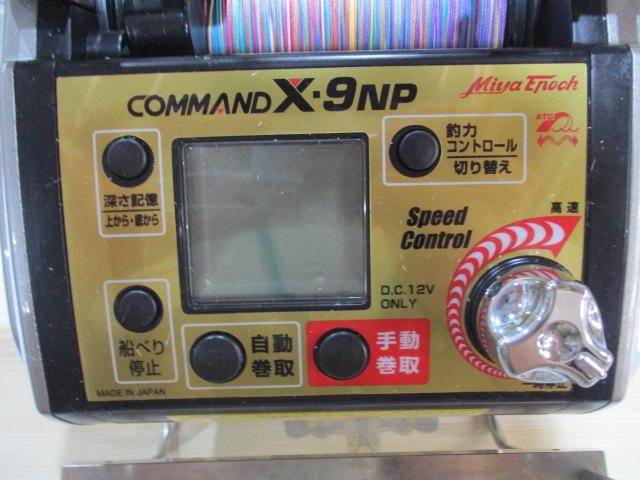 COMMAND X-9NP
Miya Epoch
ATC
深さ記憶
上から・底から
釣力
コントロール
切り替え
Speed
Control
高速
D.C.12V
ONLY
船べり
停止
自動
巻取
手動
巻取
MADE IN JAPAN